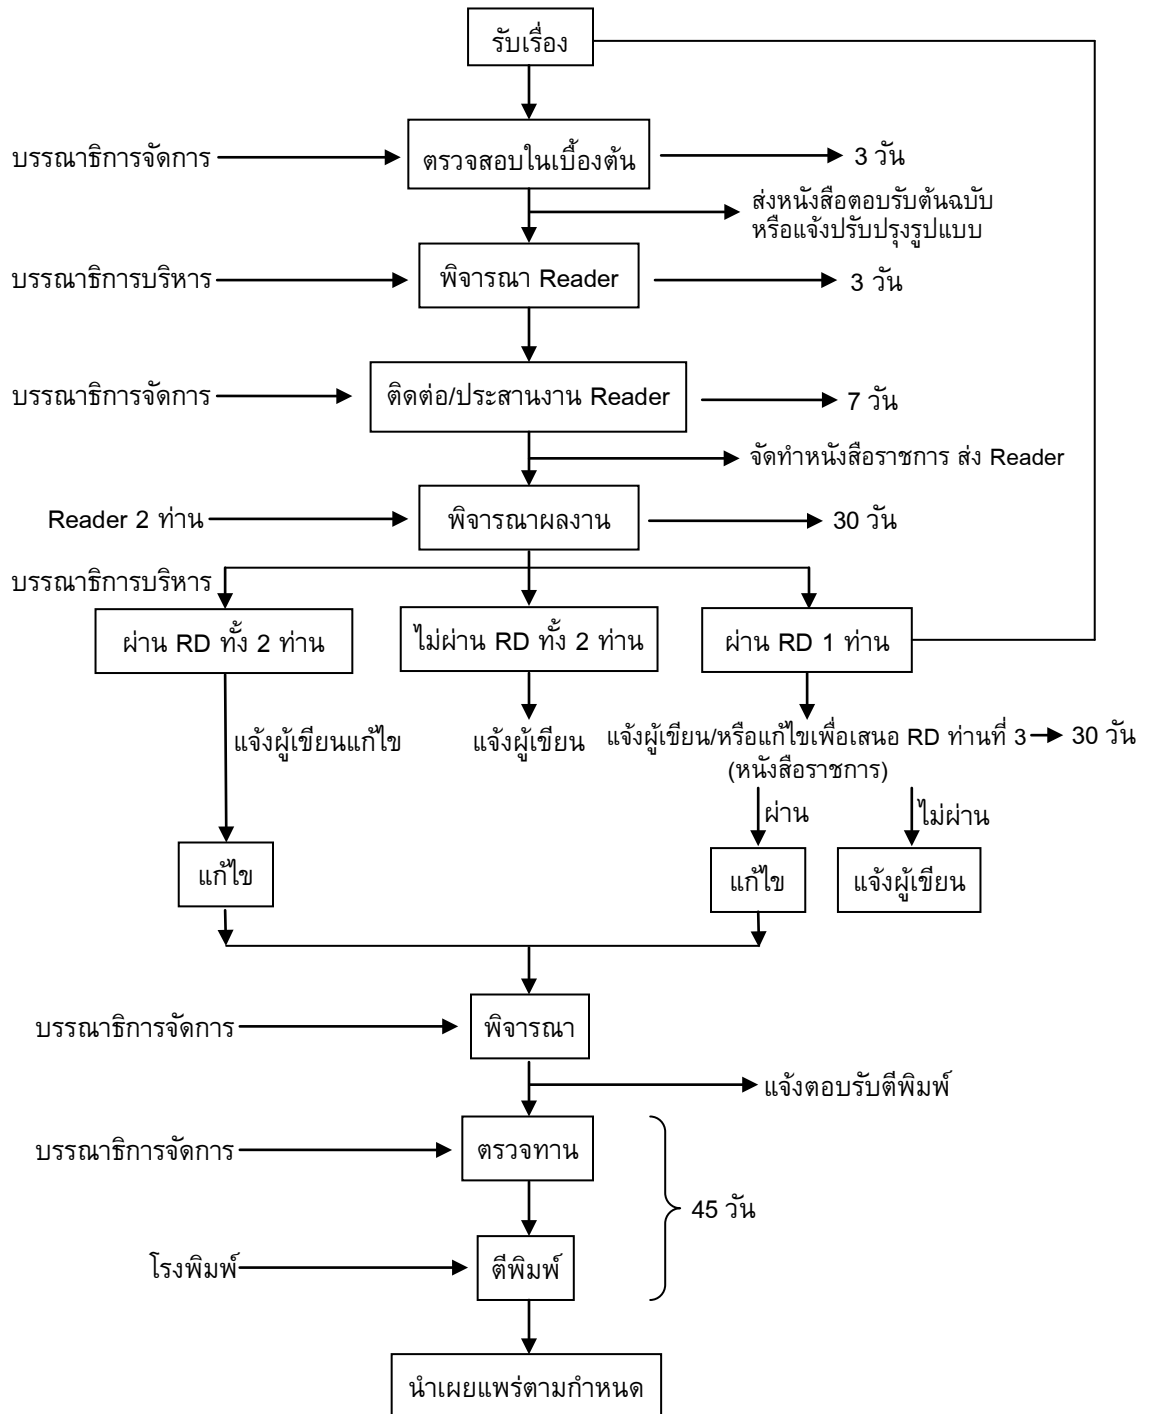 รับเรื่อง
บรรณาธิการจัดการ
ตรวจสอบในเบื้องต้น
3 วัน
ส่งหนังสือตอบรับต้นฉบับ
หรือแจ้งปรับปรุงรูปแบบ
บรรณาธิการบริหาร
พิจารณา Reader
3 วัน
บรรณาธิการจัดการ
ติดต่อ/ประสานงาน Reader
7 วัน
จัดทำหนังสือราชการ ส่ง Reader
Reader 2 ท่าน
พิจารณาผลงาน
30 วัน
บรรณาธิการบริหาร
ผ่าน RD ทั้ง 2 ท่าน
ไม่ผ่าน RD ทั้ง 2 ท่าน
ผ่าน RD 1 ท่าน
แจ้งผู้เขียนแก้ไข
แจ้งผู้เขียน
แจ้งผู้เขียน/หรือแก้ไขเพื่อเสนอ RD ท่านที่ 3
30 วัน
(หนังสือราชการ)
ผ่าน
ไม่ผ่าน
แก้ไข
แก้ไข
แจ้งผู้เขียน
บรรณาธิการจัดการ
พิจารณา
แจ้งตอบรับตีพิมพ์
บรรณาธิการจัดการ
ตรวจทาน
45 วัน
โรงพิมพ์
ตีพิมพ์
นำเผยแพร่ตามกำหนด